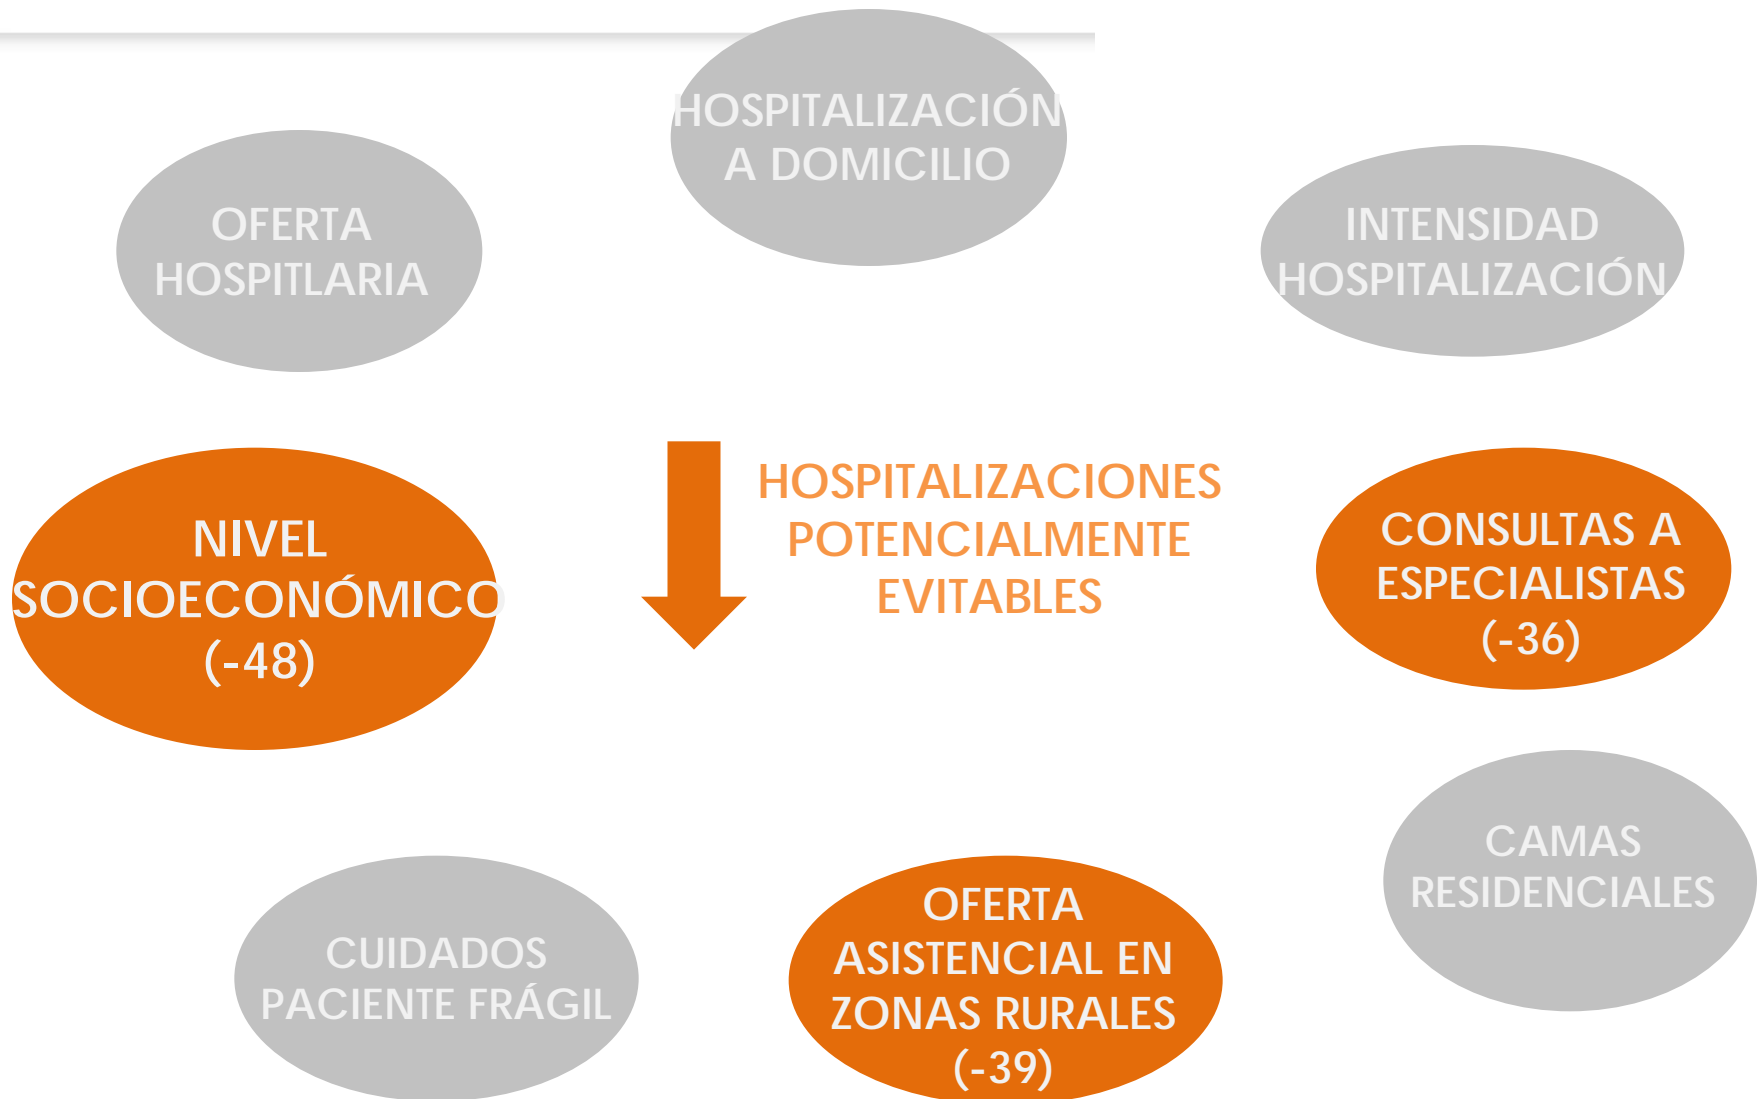 HOSPITALIZACIÓN
A DOMICILIO
OFERTA
HOSPITLARIA
INTENSIDAD
HOSPITALIZACIÓN
NIVEL
SOCIOECONÓMICO
(-48)
HOSPITALIZACIONES
POTENCIALMENTE
EVITABLES
CONSULTAS A
ESPECIALISTAS
(-36)
CAMAS
RESIDENCIALES
CUIDADOS
PACIENTE FRÁGIL
OFERTA
ASISTENCIAL EN
ZONAS RURALES
(-39)